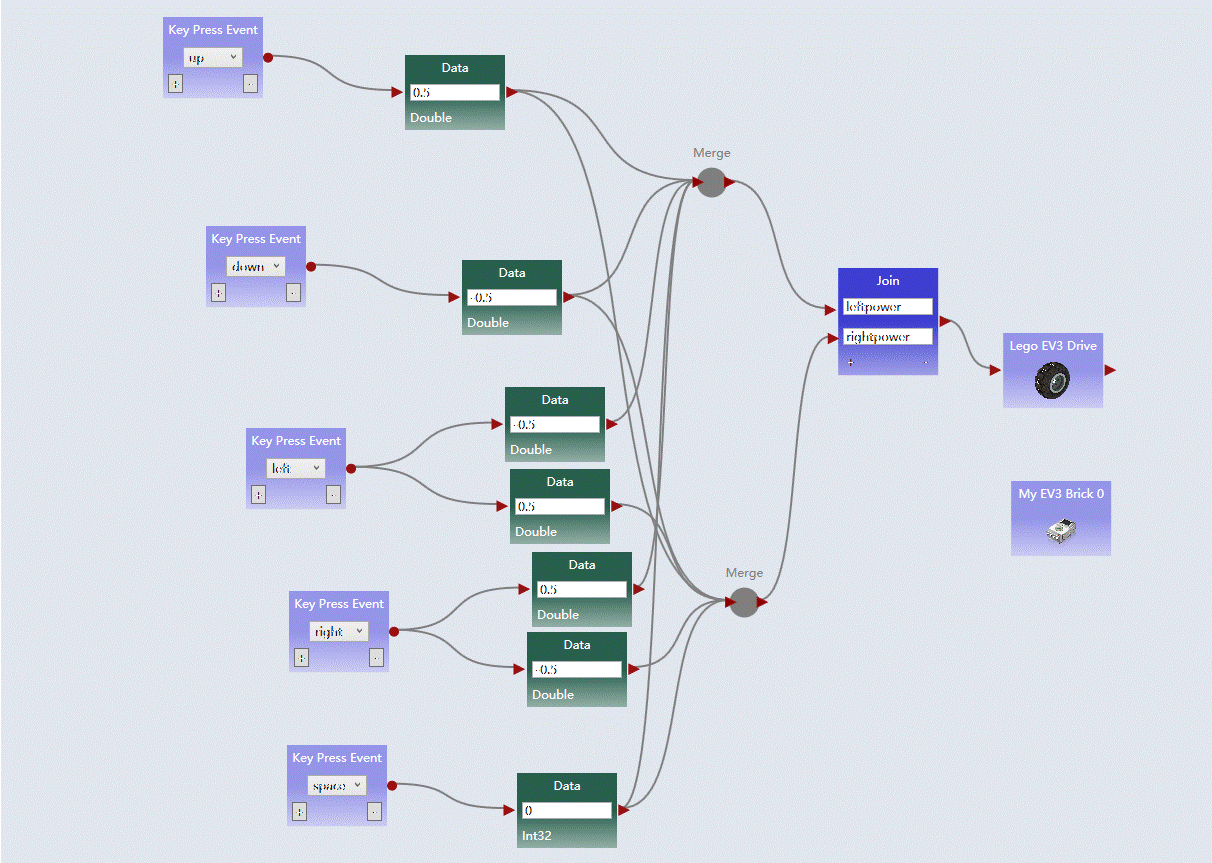 Key Press Event
up
+
-
Data
0.5
Double
Merge
Key Press Event
down
+
-
Data
-0.5
Double
Join
leftpower
rightpower
+
-
Lego EV3 Drive
Key Press Event
left
+
-
Data
-0.5
Double
Data
0.5
Double
My EV3 Brick 0
Key Press Event
right
+
-
Data
0.5
Double
Data
-0.5
Double
Merge
Key Press Event
space
+
-
Data
0
Int32